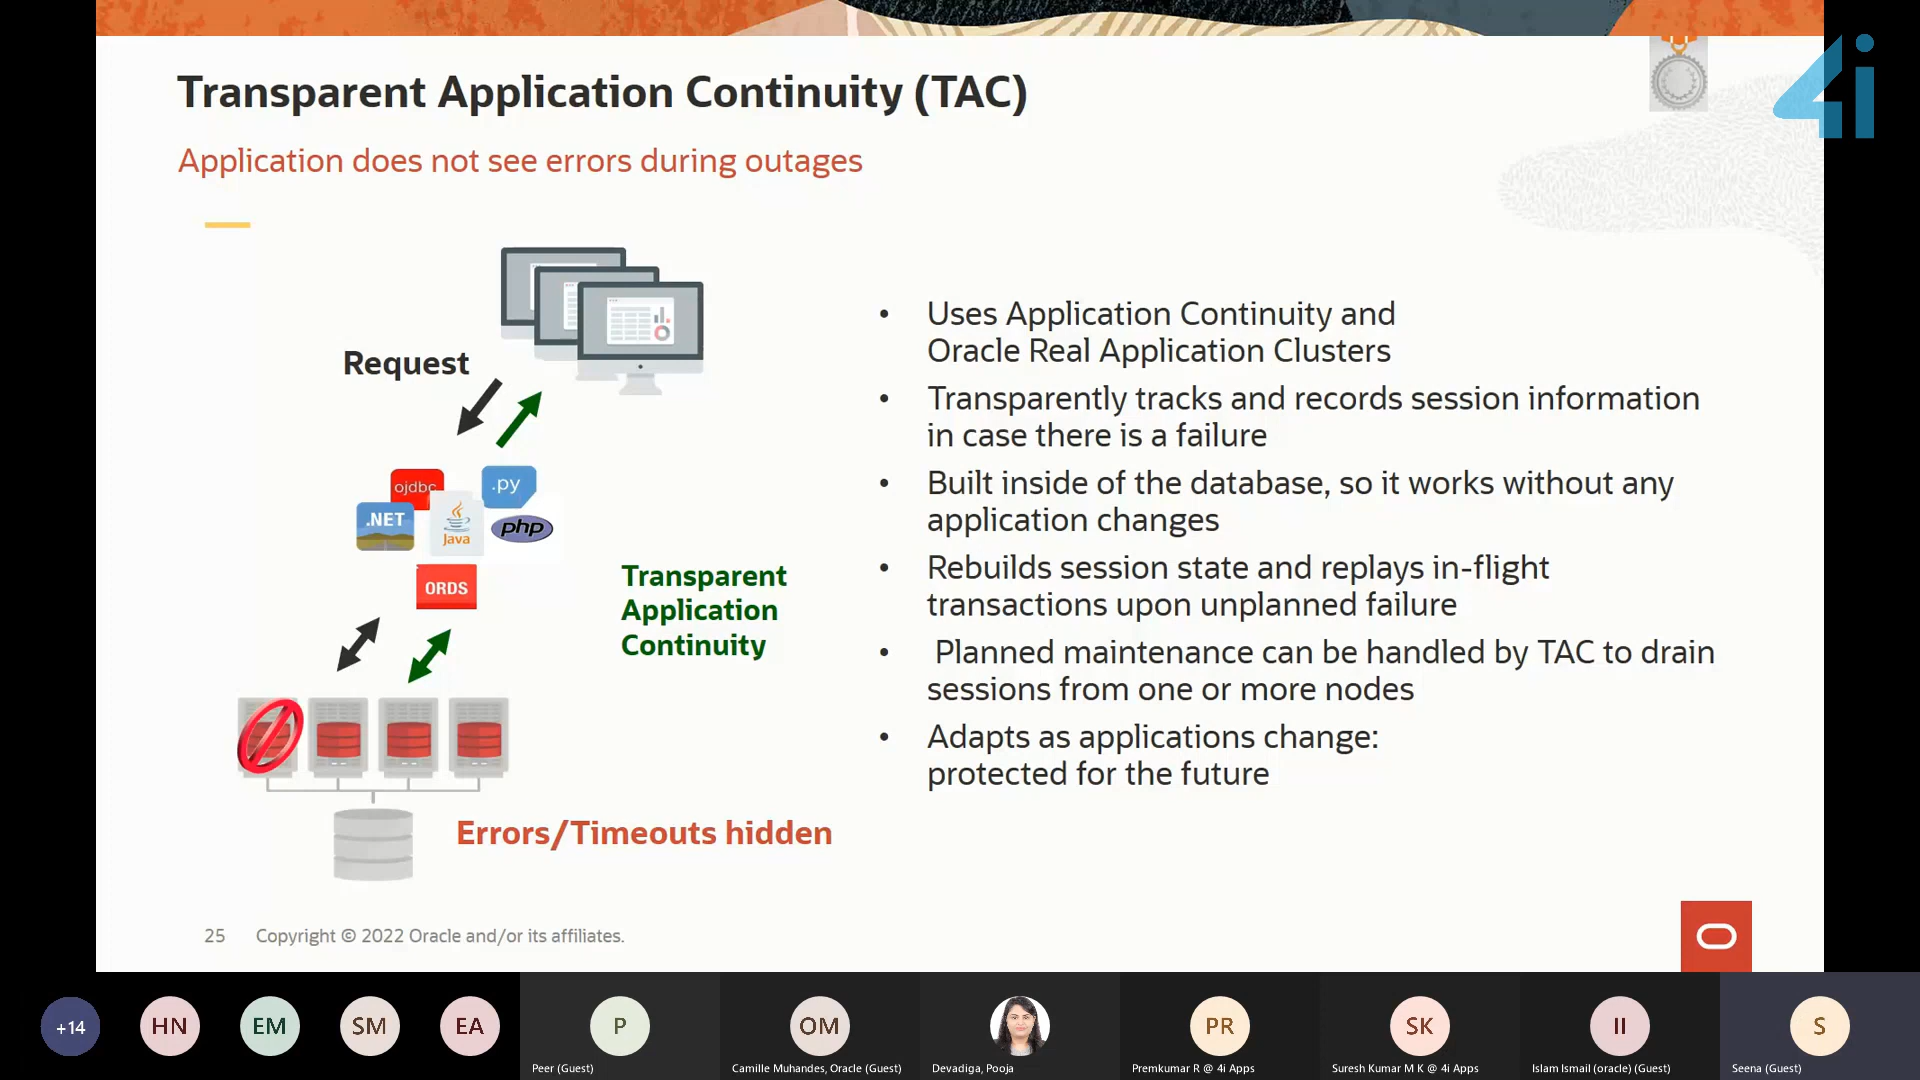 4i
Transparent Application Continuity (TAC)
Application does not see errors during outages
Request
ojdbc
.py
.NET
Java
php
ORDS
Transparent
Application
Continuity
Errors/Timeouts hidden
• Uses Application Continuity and
Oracle Real Application Clusters
• Transparently tracks and records session information
in case there is a failure
• Built inside of the database, so it works without any
application changes
• Rebuilds session state and replays in-flight
transactions upon unplanned failure
• Planned maintenance can be handled by TAC to drain
sessions from one or more nodes
• Adapts as applications change:
protected for the future
25 Copyright © 2022 Oracle and/or its affiliates.
+14 HN EM SM EA P OM PR SK II S
Peer (Guest) Camille Muhandes, Oracle (Guest) Devadiga, Pooja Premkumar R @ 4i Apps Suresh Kumar M K @ 4i Apps Islam Ismail (oracle) (Guest) Seena (Guest)